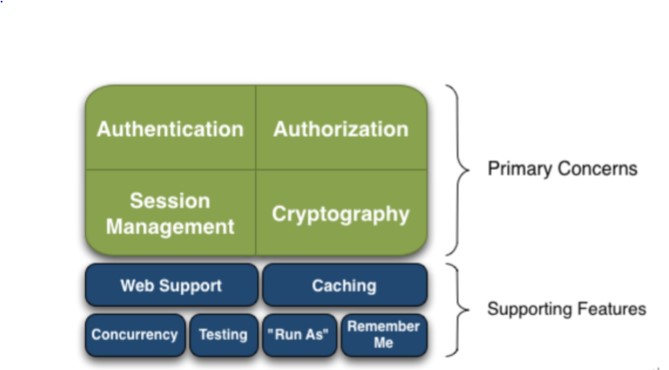 Authentication
Authorization
Session
Management
Cryptography
Primary Concerns
Web Support
Caching
Concurrency
Testing
"Run As"
Remember
Me
Supporting Features